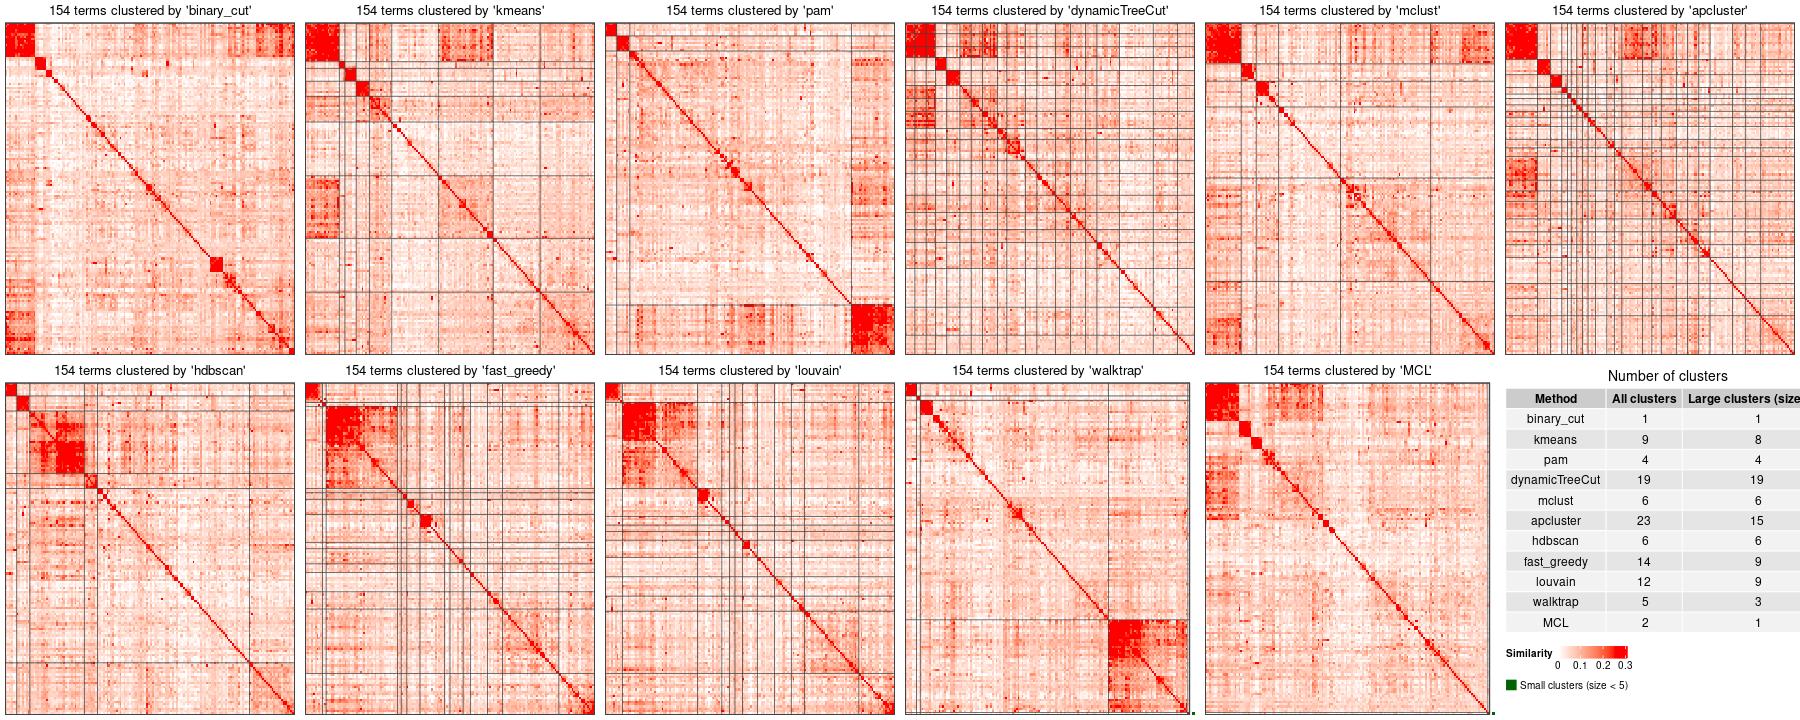 154 terms clustered by 'binary_cut'
154 terms clustered by 'kmeans'
154 terms clustered by 'pam'
154 terms clustered by 'dynamicTreeCut'
154 terms clustered by 'mclust'
154 terms clustered by 'apcluster'
154 terms clustered by 'hdbscan'
154 terms clustered by 'fast_greedy'
154 terms clustered by 'louvain'
154 terms clustered by 'walktrap'
154 terms clustered by 'MCL'
Number of clusters
Method All clusters Large clusters (size
binary_cut 1 1
kmeans 9 8
pam 4 4
dynamicTreeCut 19 19
mclust 6 6
apcluster 23 15
hdbscan 6 6
fast_greedy 14 9
louvain 12 9
walktrap 5 3
MCL 2 1
Similarity
0 0.1 0.2 0.3
Small clusters (size < 5)